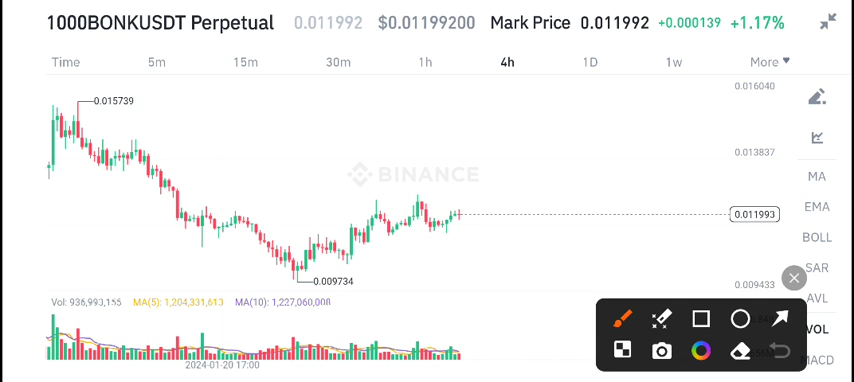 1000BONKUSDT Perpetual 0.011992 $0.01199200 Mark Price 0.011992 +0.000139 +1.17%
Time 5m 15m 30m 1h 4h 1D 1w More
0.016040
0.015739
0.013837
BINANCE
MA
EMA
0.011993
BOLL
SAR
0.009734
0.009433
AVL
Vol: 936,993,155 MA(5): 1,204,331,613 MA(10): 1,227,060,008
VOL
MACD
2024-01-20 17:00